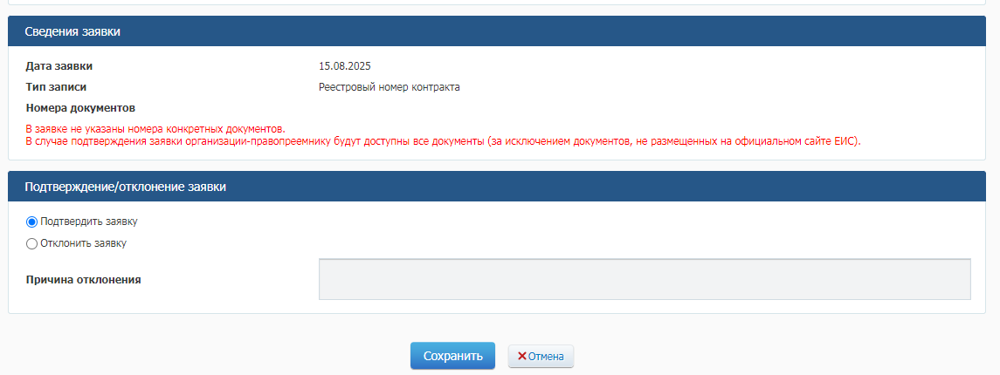 Сведения заявки
Дата заявки 15.08.2025
Тип записи Реестровый номер контракта
Номера документов
В заявке не указаны номера конкретных документов.
В случае подтверждения заявки организации-правопреемнику будут доступны все документы (за исключением документов, не размещенных на официальном сайте ЕИС).
Подтверждение/отклонение заявки
Подтвердить заявку
Отклонить заявку
Причина отклонения
Сохранить Отмена